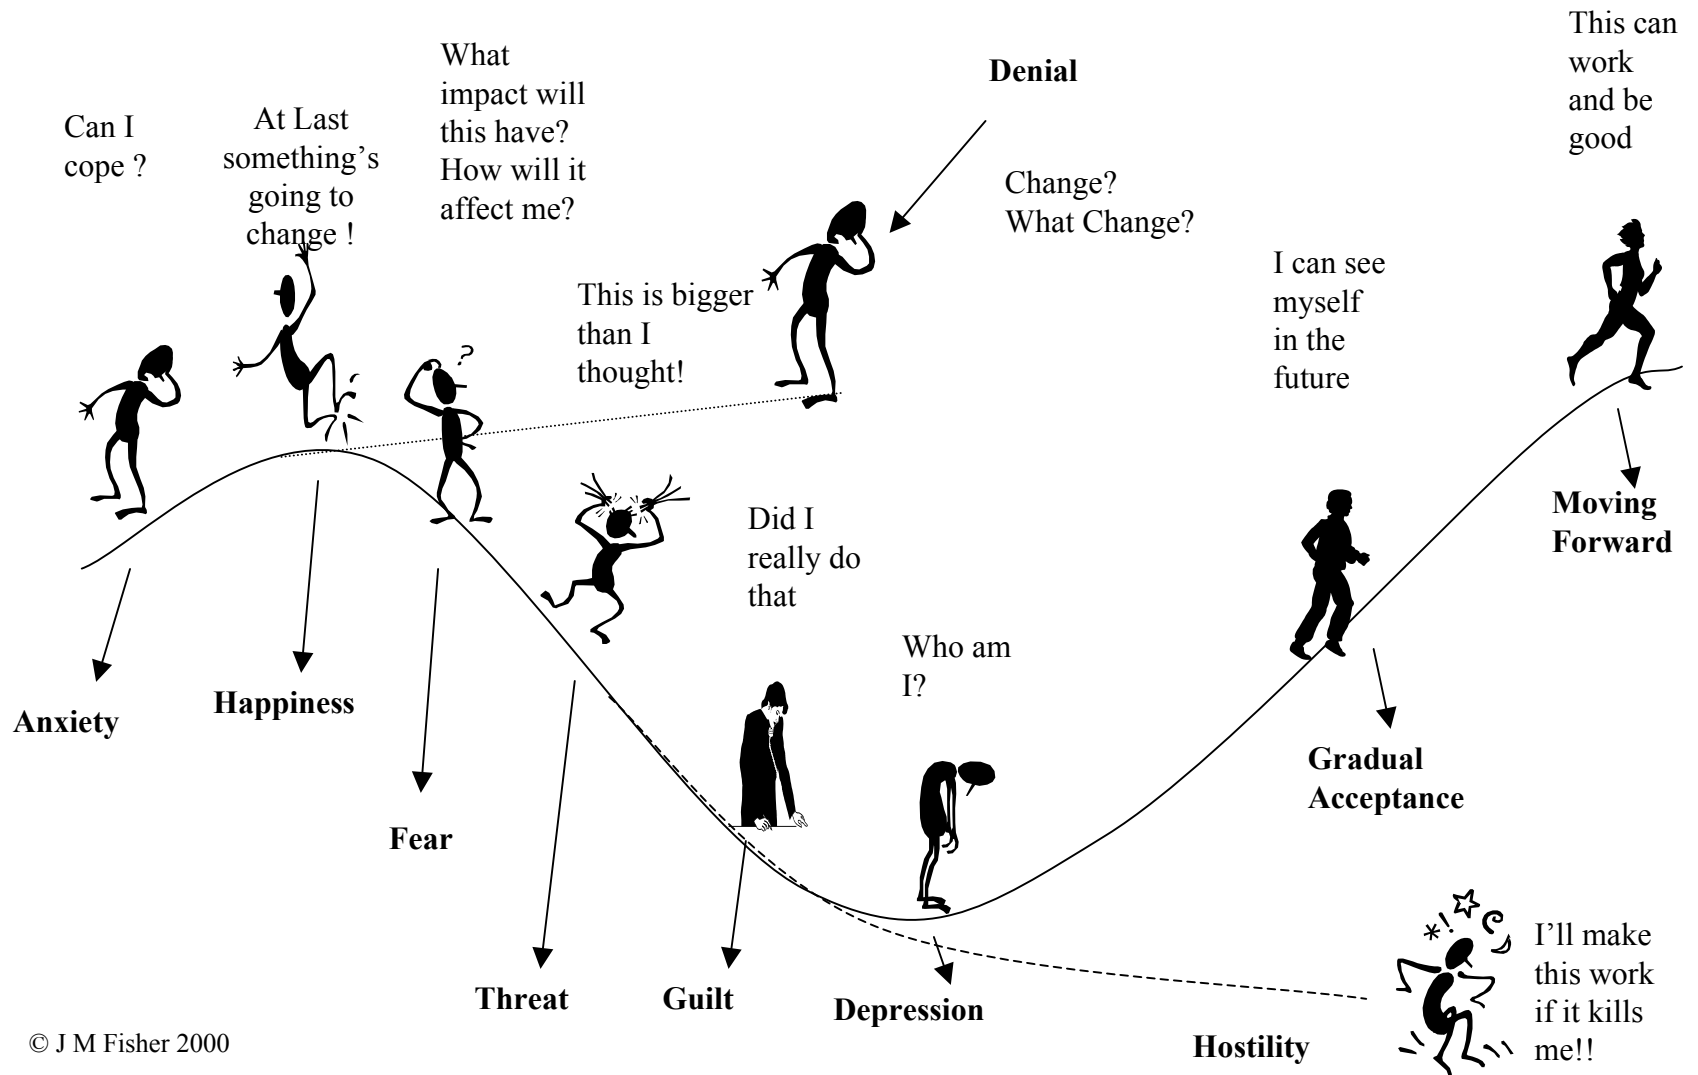 Can I
cope ?
At Last
something’s
going to
change !
What
impact will
this have?
How will it
affect me?
?
This is bigger
than I
thought!
Denial
Change?
What Change?
I can see
myself
in the
future
This can
work
and be
good
Did I
really do
that
Who am
I?
Moving
Forward
Anxiety
Happiness
Fear
Threat
Guilt
Depression
Gradual
Acceptance
Hostility
*!
I’ll make
this work
if it kills
me!!
© J M Fisher 2000